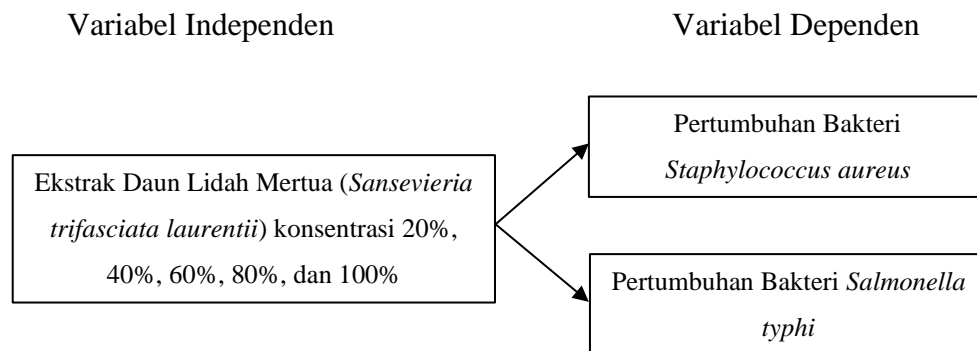 Variabel Independen
Variabel Dependen
Ekstrak Daun Lidah Mertua (Sansevieria
trifasciata laurentii) konsentrasi 20%,
40%, 60%, 80%, dan 100%
Pertumbuhan Bakteri
Staphylococcus aureus
Pertumbuhan Bakteri Salmonella
typhi